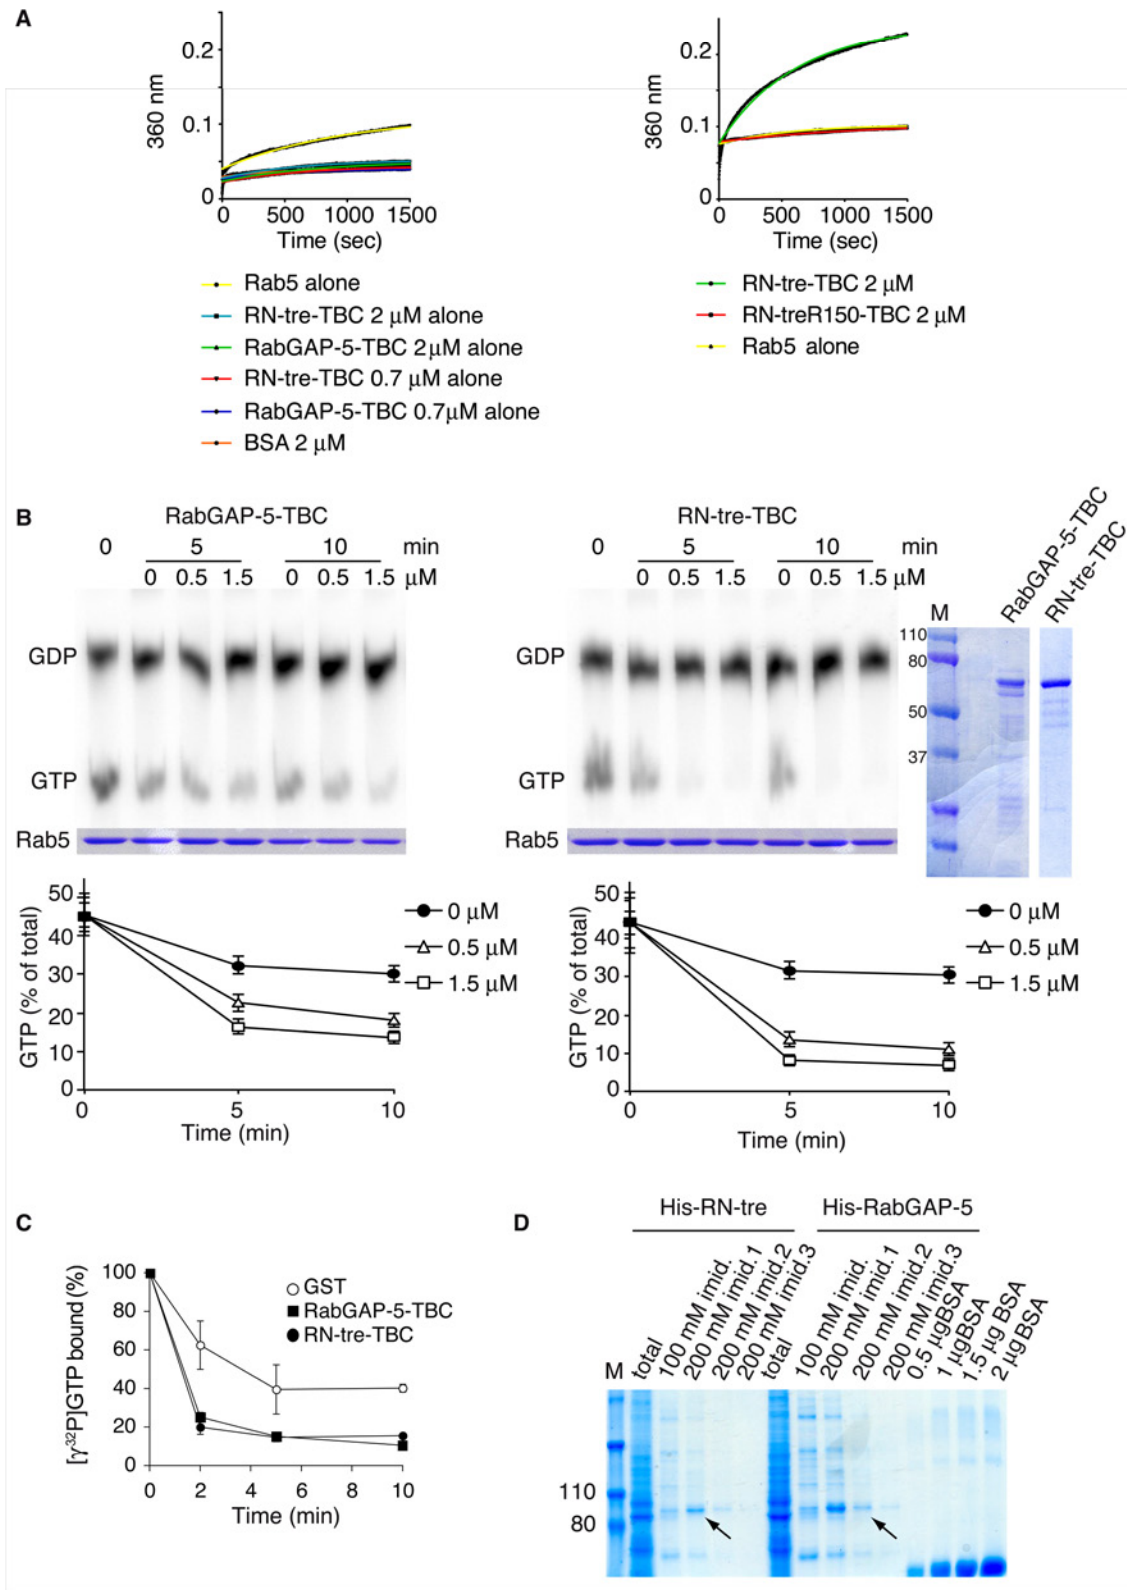 A
360 nm
0.2
0.1
0
0 500 1000 1500
Time (sec)
Rab5 alone
RN-tre-TBC 2 μM alone
RabGAP-5-TBC 2μM alone
RN-tre-TBC 0.7 μM alone
RabGAP-5-TBC 0.7μM alone
BSA 2 μM
360 nm
0.2
0.1
0
0 500 1000 1500
Time (sec)
RN-tre-TBC 2 μM
RN-treR150-TBC 2 μM
Rab5 alone
B
RabGAP-5-TBC
0 5 10 min
0 0.5 1.5 0 0.5 1.5 μM
GDP
GTP
Rab5
RN-tre-TBC
0 5 10 min
0 0.5 1.5 0 0.5 1.5 μM
GDP
GTP
Rab5
M
RabGAP-5-TBC
RN-tre-TBC
110
80
50
37
GTP (% of total)
50
40
30
20
10
0
0 5 10
Time (min)
0 μM
0.5 μM
1.5 μM
GTP (% of total)
50
40
30
20
10
0
0 5 10
Time (min)
0 μM
0.5 μM
1.5 μM
C
[γ³²P]GTP bound (%)
100
80
60
40
20
0
0 2 4 6 8 10
Time (min)
GST
RabGAP-5-TBC
RN-tre-TBC
D
His-RN-tre
His-RabGAP-5
M
total
100 mM imid.
200 mM imid.1
200 mM imid.2
200 mM imid.3
total
100 mM imid.
200 mM imid.1
200 mM imid.2
200 mM imid.3
0.5 μgBSA
1 μgBSA
1.5 μg BSA
2 μgBSA
110
80